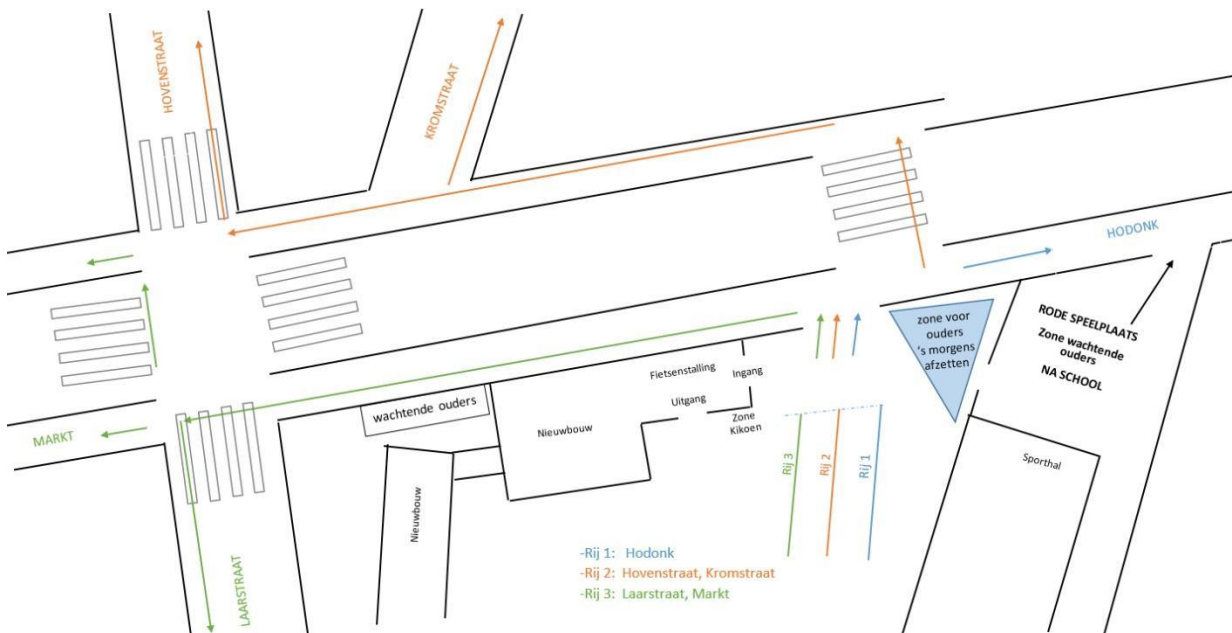 HOVENSTRAAT
KROMSTRAAT
HODONK
RODE SPEELPLAATS
Zone wachtende
ouders
NA SCHOOL
zone voor
ouders
‘s morgens
afzetten
Fietsenstalling
Ingang
Uitgang
Zone
Kikoen
wachtende ouders
Nieuwbouw
Nieuwbouw
MARKT
LAARSTRAAT
Rij 3
Rij 2
Rij 1
Sporthal
-Rij 1: Hodonk
-Rij 2: Hovenstraat, Kromstraat
-Rij 3: Laarstraat, Markt